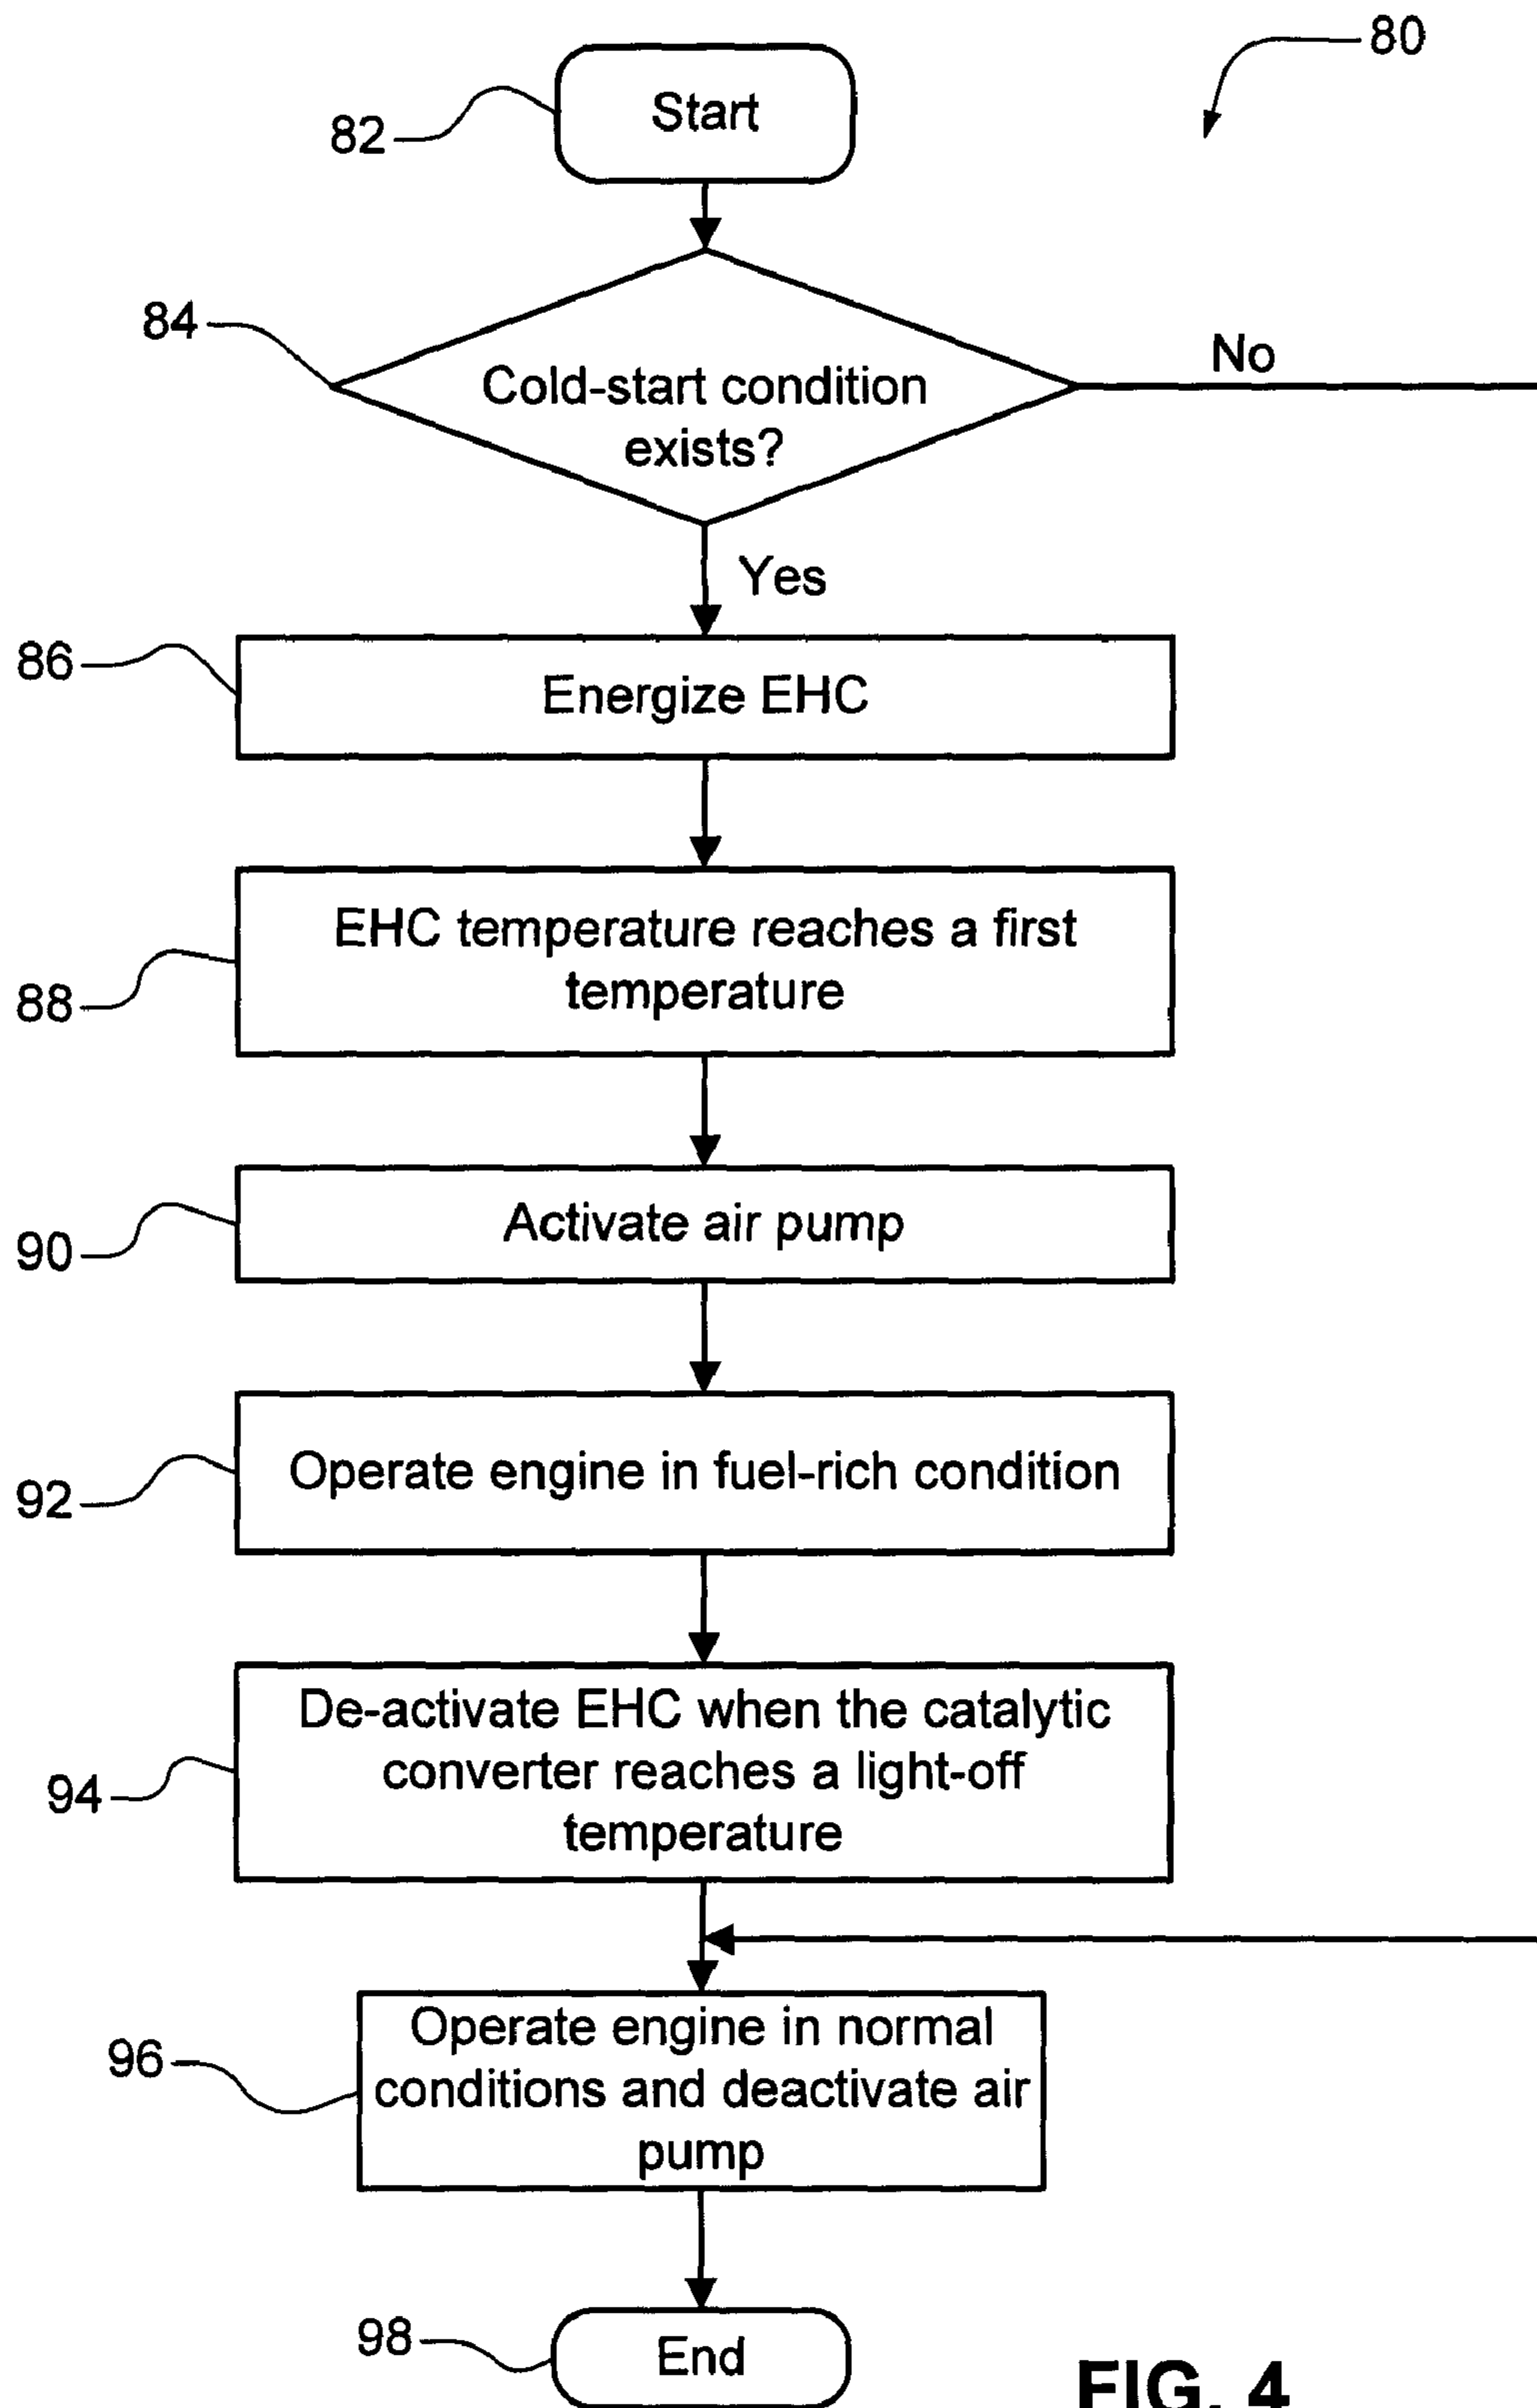 80
82
Start
84
Cold-start condition
exists?
No
Yes
86
Energize EHC
88
EHC temperature reaches a first
temperature
90
Activate air pump
92
Operate engine in fuel-rich condition
94
De-activate EHC when the catalytic
converter reaches a light-off
temperature
96
Operate engine in normal
conditions and deactivate air
pump
98
End
FIG. 4